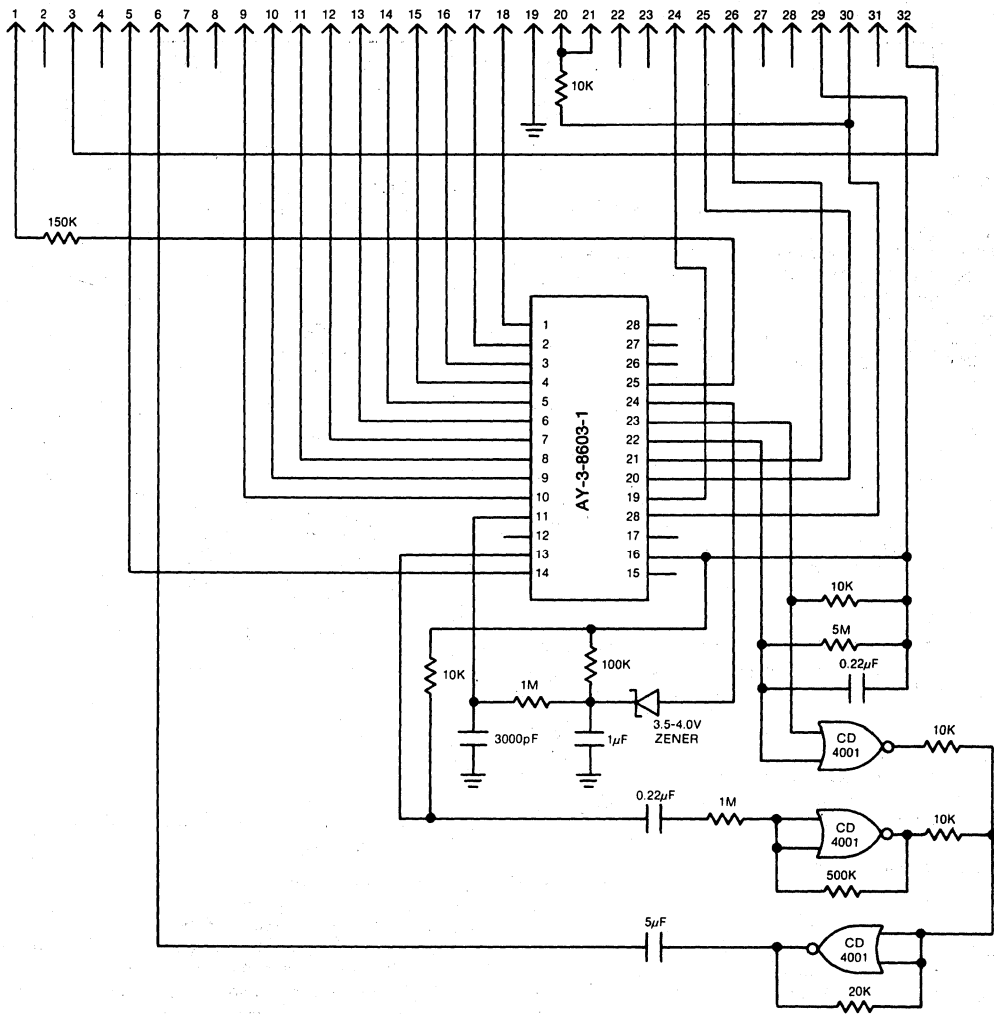 1 2 3 4 5 6 7 8 9 10 11 12 13 14 15 16 17 18 19 20 21 22 23 24 25 26 27 28 29 30 31 32
10K
150K
AY-3-8603-1
1 28
2 27
3 26
4 25
5 24
6 23
7 22
8 21
9 20
10 19
11 28
12 17
13 16
14 15
10K
5M
0.22µF
10K
100K
1M
3000pF
1µF
3.5-4.0V
ZENER
CD
4001
10K
0.22µF
1M
CD
4001
10K
500K
5µF
CD
4001
20K